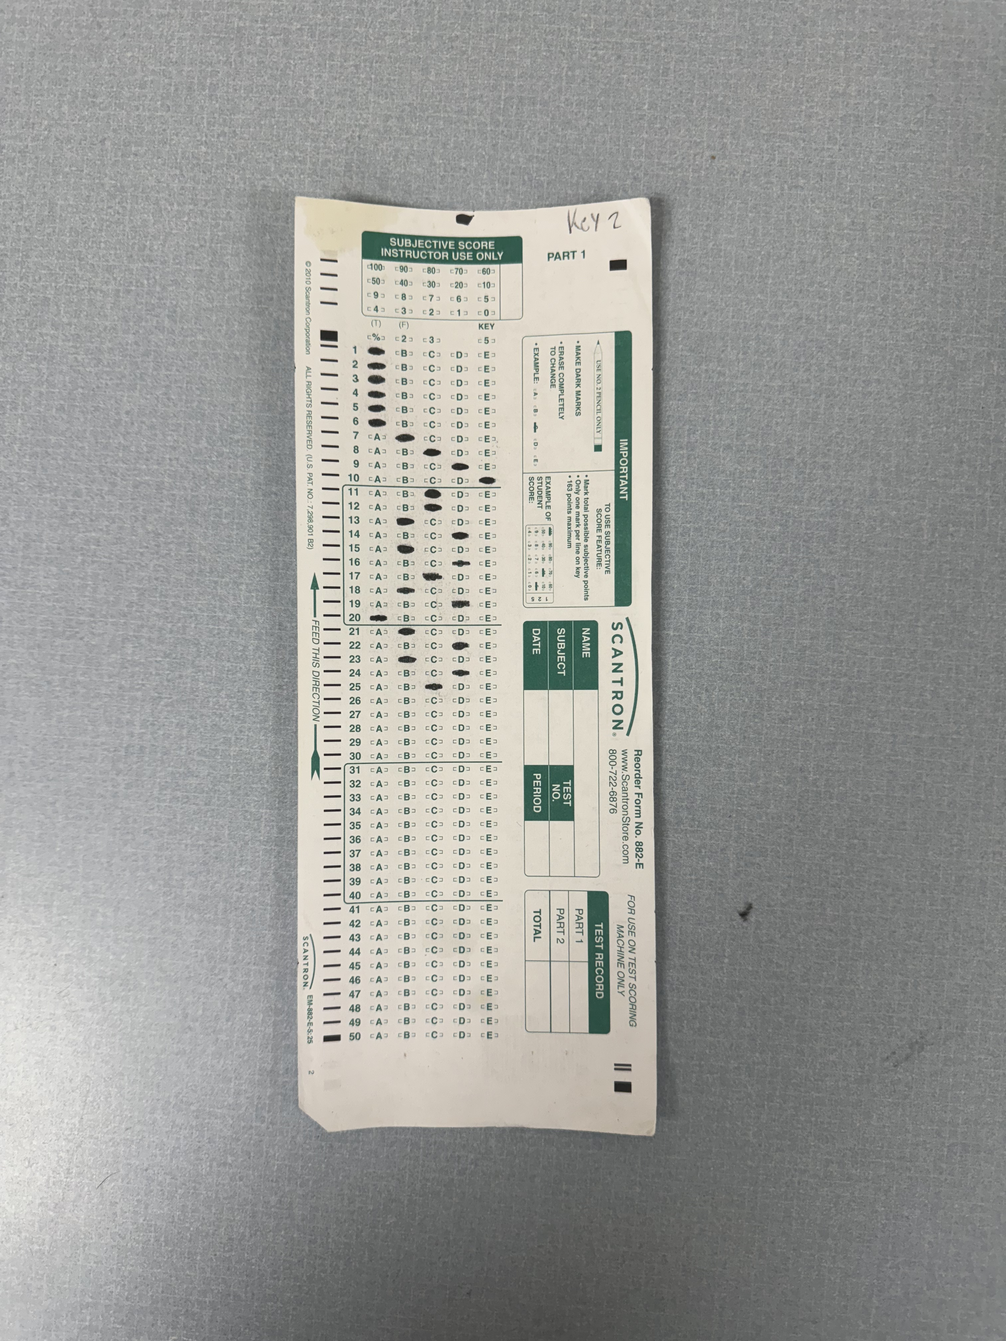 Key 2
PART 1
SUBJECTIVE SCORE
INSTRUCTOR USE ONLY
100 90 80 70 60
50 40 30 20 10
9 8 7 6 5
4 3 2 1 0
(T) (F) KEY
% 2 3 5
1 B C D E
2 B C D E
3 B C D E
4 B C D E
5 B C D E
6 B C D E
7 A C D E
8 A B D E
9 A B C E
10 A B C D
11 A B D E
12 A B D E
13 A C D E
14 A B C E
15 A C D E
16 A B C E
17 A B D E
18 A C D E
19 A B C E
20 B C D E
21 A C D E
22 A B C E
23 A C D E
24 A B C E
25 A B D E
26 A B C D E
27 A B C D E
28 A B C D E
29 A B C D E
30 A B C D E
31 A B C D E
32 A B C D E
33 A B C D E
34 A B C D E
35 A B C D E
36 A B C D E
37 A B C D E
38 A B C D E
39 A B C D E
40 A B C D E
41 A B C D E
42 A B C D E
43 A B C D E
44 A B C D E
45 A B C D E
46 A B C D E
47 A B C D E
48 A B C D E
49 A B C D E
50 A B C D E
IMPORTANT
USE NO. 2 PENCIL ONLY
• MAKE DARK MARKS
• ERASE COMPLETELY
TO CHANGE
• EXAMPLE: A B D E
TO USE SUBJECTIVE
SCORE FEATURE:
• Mark total possible subjective points
• Only one mark per line on key
• 163 points maximum
EXAMPLE OF
STUDENT
SCORE:
SCANTRON®
NAME
SUBJECT
TEST
NO.
DATE
PERIOD
Reorder Form No. 882-E
www.ScantronStore.com
800-722-6876
FOR USE ON TEST SCORING
MACHINE ONLY
TEST RECORD
PART 1
PART 2
TOTAL
© 2010 Scantron Corporation ALL RIGHTS RESERVED (U.S. PAT. NO. 7,298,901 B2)
FEED THIS DIRECTION
SCANTRON. EM-882-E-5:25 2